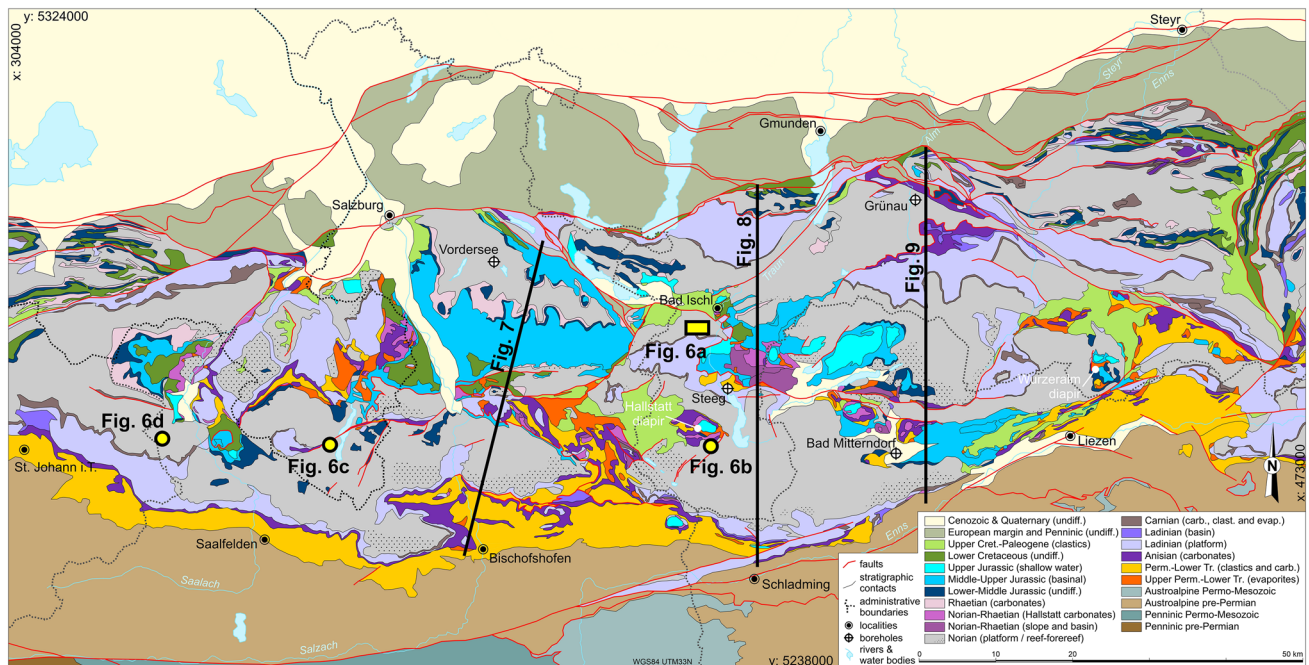 y: 5324000
x: 304000
Steyr
Steyr
Enns
Gmunden
Alm
Salzburg
Grünau
Vordersee
Fig. 8
Fig. 9
Traun
Bad Ischl
Fig. 7
Fig. 6a
Steeg
Wurzeralm
diapir
Hallstatt
diapir
Fig. 6d
Fig. 6c
Fig. 6b
Bad Mitterndorf
Liezen
St. Johann i.T.
N
x: 473000
Saalfelden
Bischofshofen
Enns
Saalach
Schladming
Salzach
WGS84 UTM33N
y: 5238000
faults
stratigraphic
contacts
administrative
boundaries
localities
boreholes
rivers &
water bodies
Cenozoic & Quaternary (undiff.)
European margin and Penninic (undiff.)
Upper Cret.-Paleogene (clastics)
Lower Cretaceous (undiff.)
Upper Jurassic (shallow water)
Middle-Upper Jurassic (basinal)
Lower-Middle Jurassic (undiff.)
Rhaetian (carbonates)
Norian-Rhaetian (Hallstatt carbonates)
Norian-Rhaetian (slope and basin)
Norian (platform / reef-forereef)
Carnian (carb., clast. and evap.)
Ladinian (basin)
Ladinian (platform)
Anisian (carbonates)
Perm.-Lower Tr. (clastics and carb.)
Upper Perm.-Lower Tr. (evaporites)
Austroalpine Permo-Mesozoic
Austroalpine pre-Permian
Penninic Permo-Mesozoic
Penninic pre-Permian
0 10 20 50 km